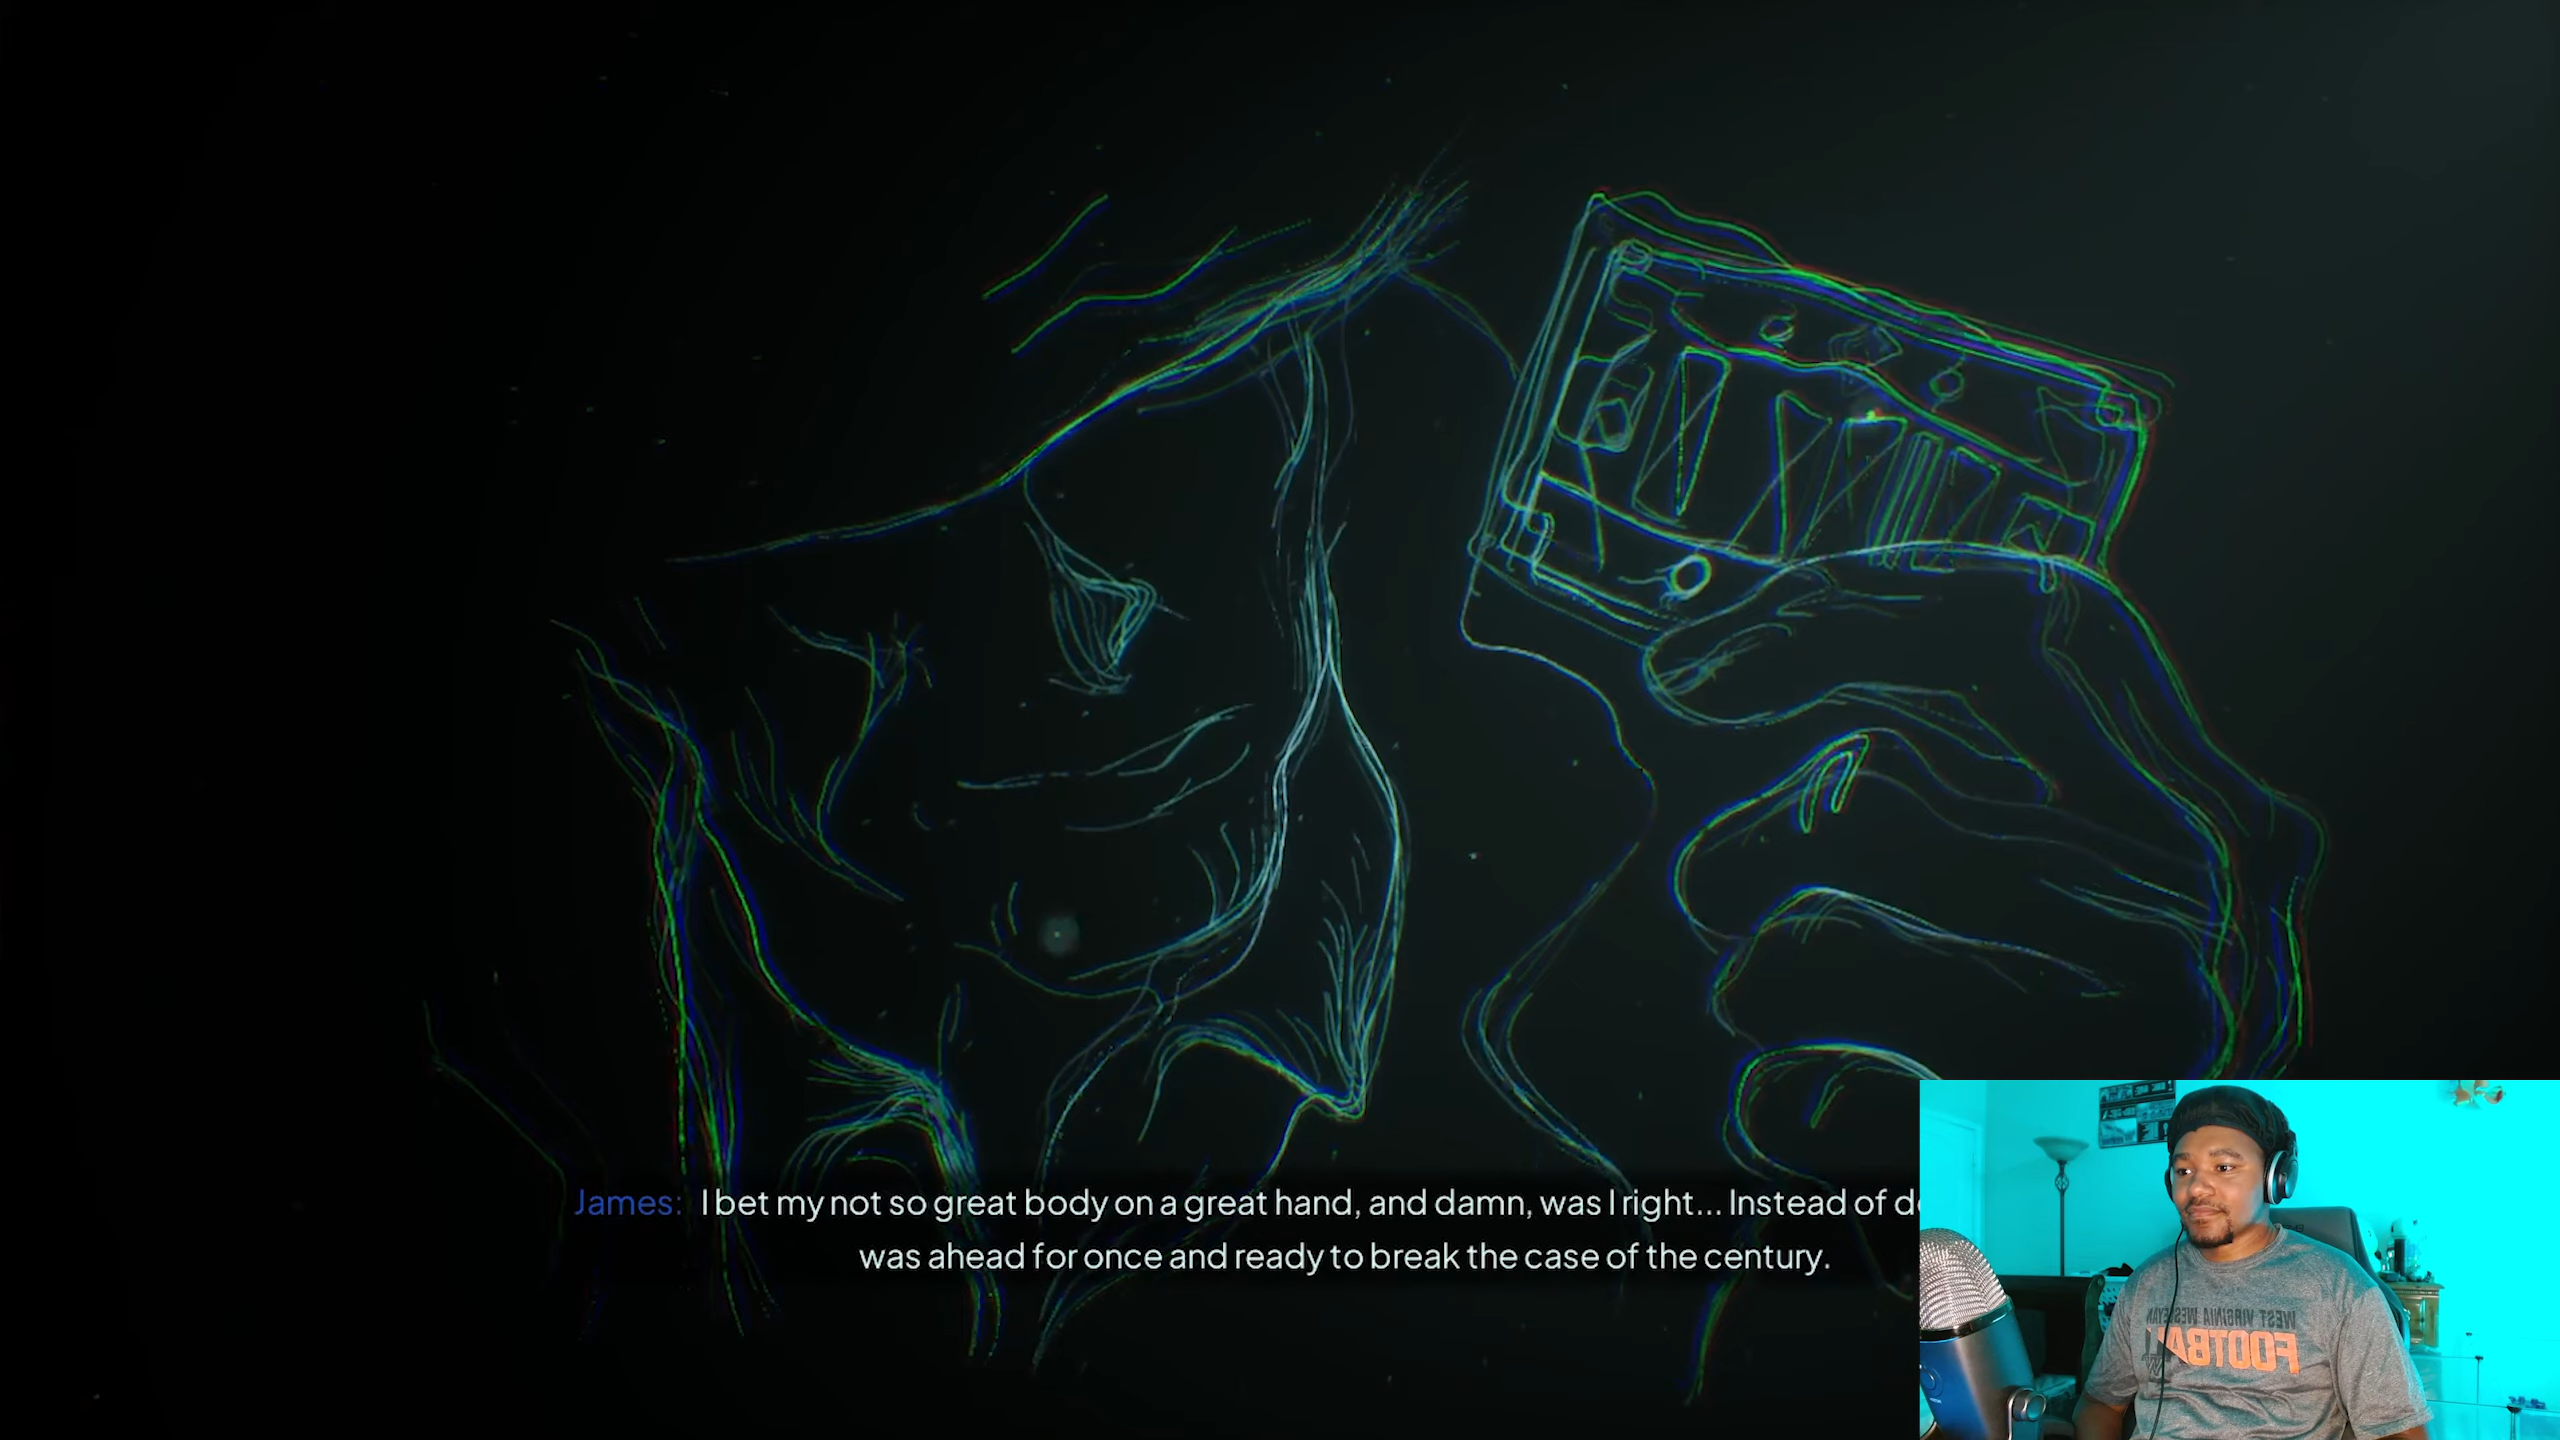 James: I bet my not so great body on a great hand, and damn, was I right... Instead of
was ahead for once and ready to break the case of the century.
WEST VIRGINIA WESLEYAN
FOOTBALL